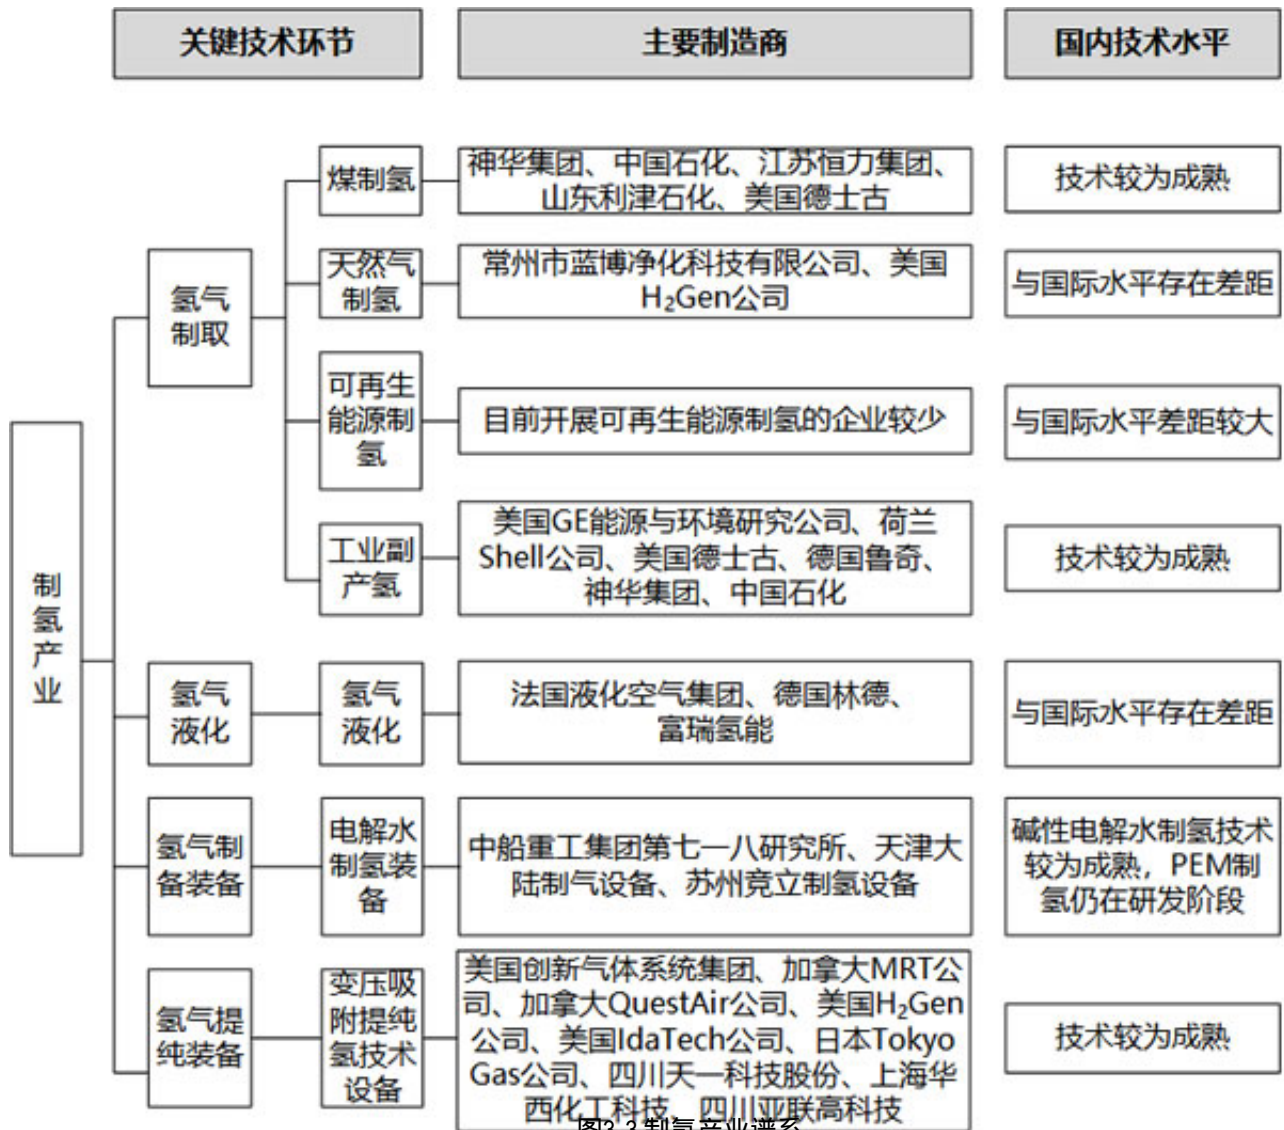 关键技术环节
主要制造商
国内技术水平
制
氢
产
业
氢气
制取
煤制氢
神华集团、中国石化、江苏恒力集团、
山东利津石化、美国德士古
技术较为成熟
天然气
制氢
常州市蓝博净化科技有限公司、美国
H₂Gen公司
与国际水平存在差距
可再生
能源制
氢
目前开展可再生能源制氢的企业较少
与国际水平差距较大
工业副
产氢
美国GE能源与环境研究公司、荷兰
Shell公司、美国德士古、德国鲁奇、
神华集团、中国石化
技术较为成熟
氢气
液化
氢气
液化
法国液化空气集团、德国林德、
富瑞氢能
与国际水平存在差距
氢气制
备装备
电解水
制氢装
备
中船重工集团第七一八研究所、天津大
陆制气设备、苏州竞立制氢设备
碱性电解水制氢技术
较为成熟，PEM制
氢仍在研发阶段
氢气提
纯装备
变压吸
附提纯
氢技术
设备
美国创新气体系统集团、加拿大MRT公
司、加拿大QuestAir公司、美国H₂Gen
公司、美国IdaTech公司、日本Tokyo
Gas公司、四川天一科技股份、上海华
西化工科技、四川亚联高科技
技术较为成熟
图3.3 制氢产业谱系